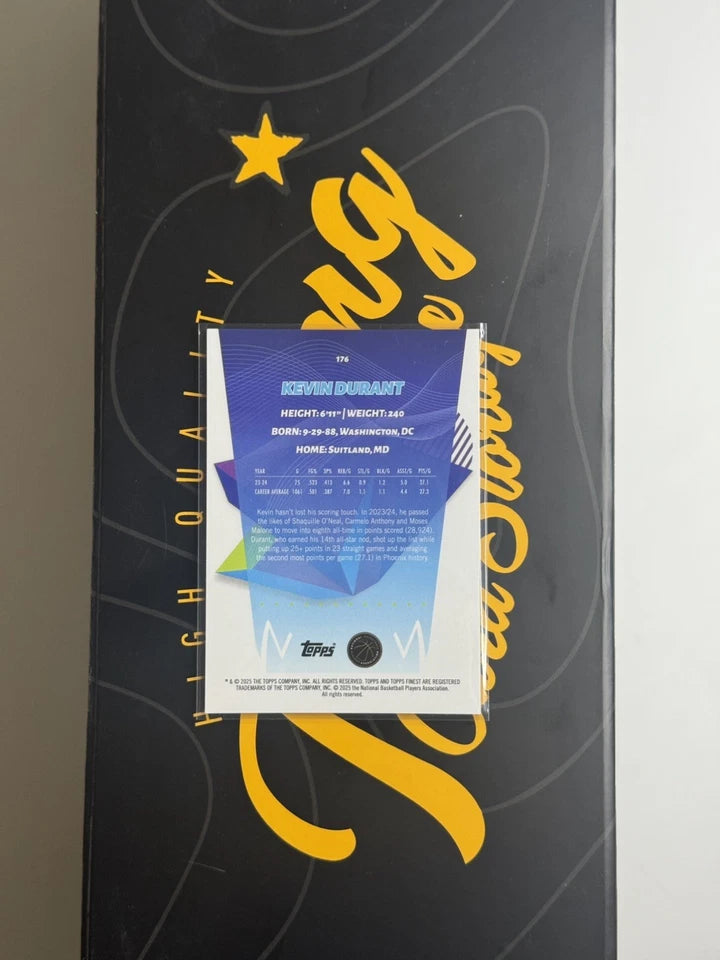 HIGH QUALITY
176
KEVIN DURANT
HEIGHT: 6'11" | WEIGHT: 240
BORN: 9-29-88, WASHINGTON, DC
HOME: SUITLAND, MD
YEAR G FG% 3P% REB/G STL/G BLK/G ASST/G PTS/G
23-24 75 .523 .413 6.6 0.9 1.2 5.0 27.1
CAREER AVERAGE 1061 .501 .387 7.0 1.1 1.1 4.4 27.3
Kevin hasn't lost his scoring touch. In 2023/24, he passed
the likes of Shaquille O'Neal, Carmelo Anthony and Moses
Malone to move into eighth all-time in points scored (28,924).
Durant, who earned his 14th all-star nod, shot up the list while
putting up 25+ points in 23 straight games and averaging
the second most points per game (27.1) in Phoenix history.
Topps®
™ & © 2025 THE TOPPS COMPANY, INC. ALL RIGHTS RESERVED. TOPPS AND TOPPS FINEST ARE REGISTERED
TRADEMARKS OF THE TOPPS COMPANY, INC. © 2025 the National Basketball Players Association.
All rights reserved.